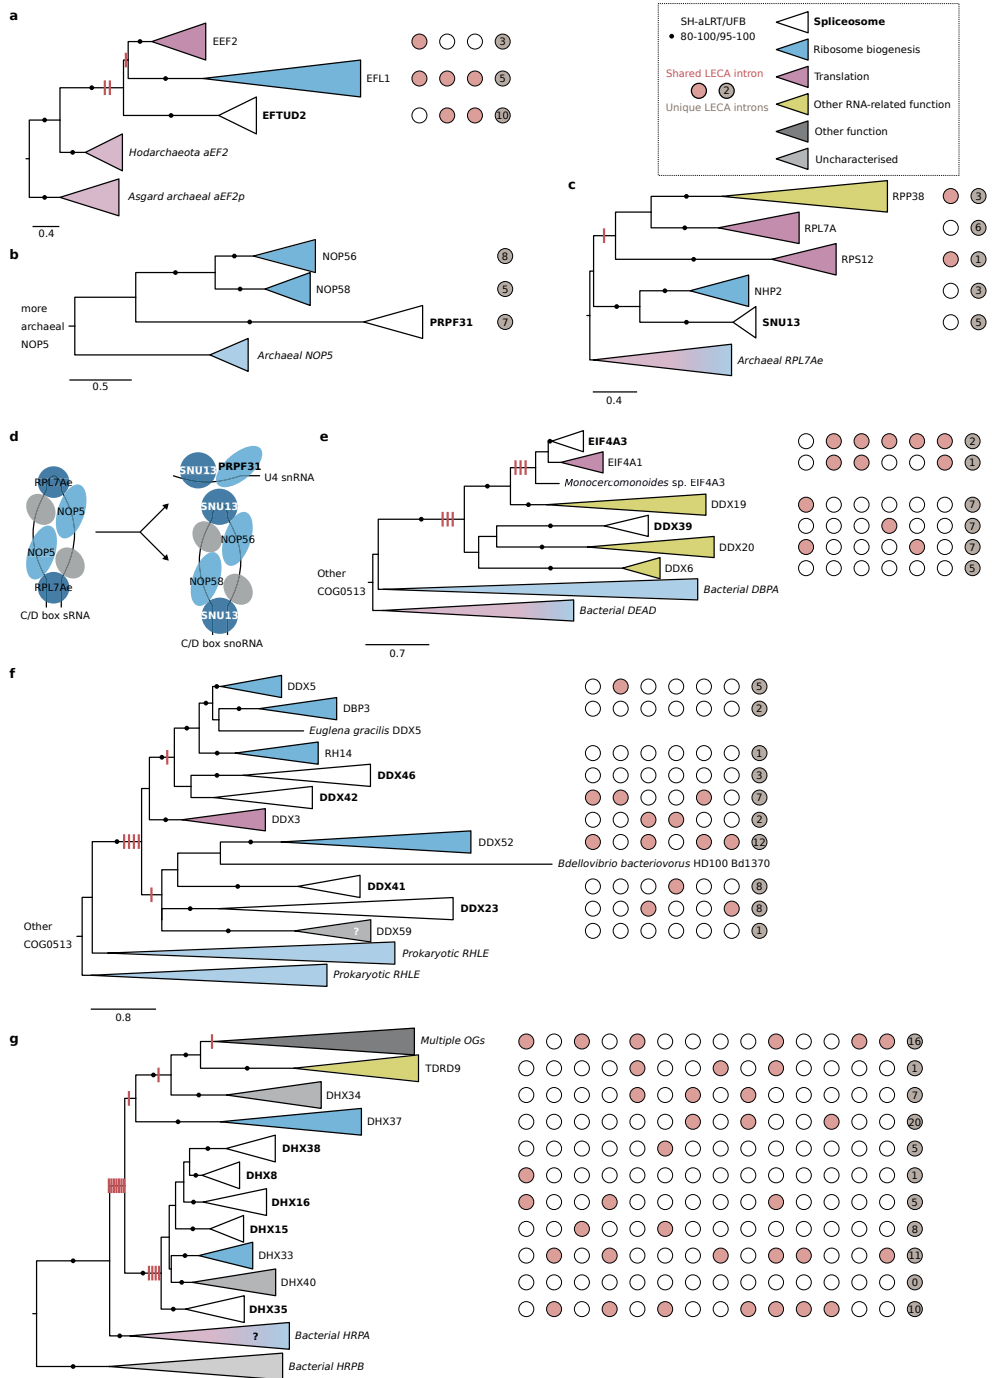 a
EEF2
3
EFL1
5
EFTUD2
10
Hodarchaeota aEF2
Asgard archaeal aEF2p
0.4
SH-aLRT/UFB
80-100/95-100
Shared LECA intron
2
Unique LECA introns
Spliceosome
Ribosome biogenesis
Translation
Other RNA-related function
Other function
Uncharacterised
b
NOP56
8
NOP58
5
PRPF31
7
more
archaeal
NOP5
Archaeal NOP5
0.5
c
RPP38
3
RPL7A
6
RPS12
1
NHP2
3
SNU13
5
Archaeal RPL7Ae
0.4
d
RPL7Ae
NOP5
NOP5
RPL7Ae
C/D box sRNA
SNU13
PRPF31
U4 snRNA
SNU13
NOP56
NOP58
SNU13
C/D box snoRNA
e
EIF4A3
2
EIF4A1
1
Monocercomonoides sp. EIF4A3
DDX19
7
DDX39
7
DDX20
7
DDX6
5
Other
COG0513
Bacterial DBPA
Bacterial DEAD
0.7
f
DDX5
5
DBP3
2
Euglena gracilis DDX5
RH14
1
DDX46
3
DDX42
7
DDX3
2
DDX52
12
Bdellovibrio bacteriovorus HD100 Bd1370
DDX41
8
DDX23
8
? DDX59
1
Other
COG0513
Prokaryotic RHLE
Prokaryotic RHLE
0.8
g
Multiple OGs
16
TDRD9
1
DHX34
7
DHX37
20
DHX38
5
DHX8
1
DHX16
5
DHX15
8
DHX33
11
DHX40
0
DHX35
10
? Bacterial HRPA
Bacterial HRPB